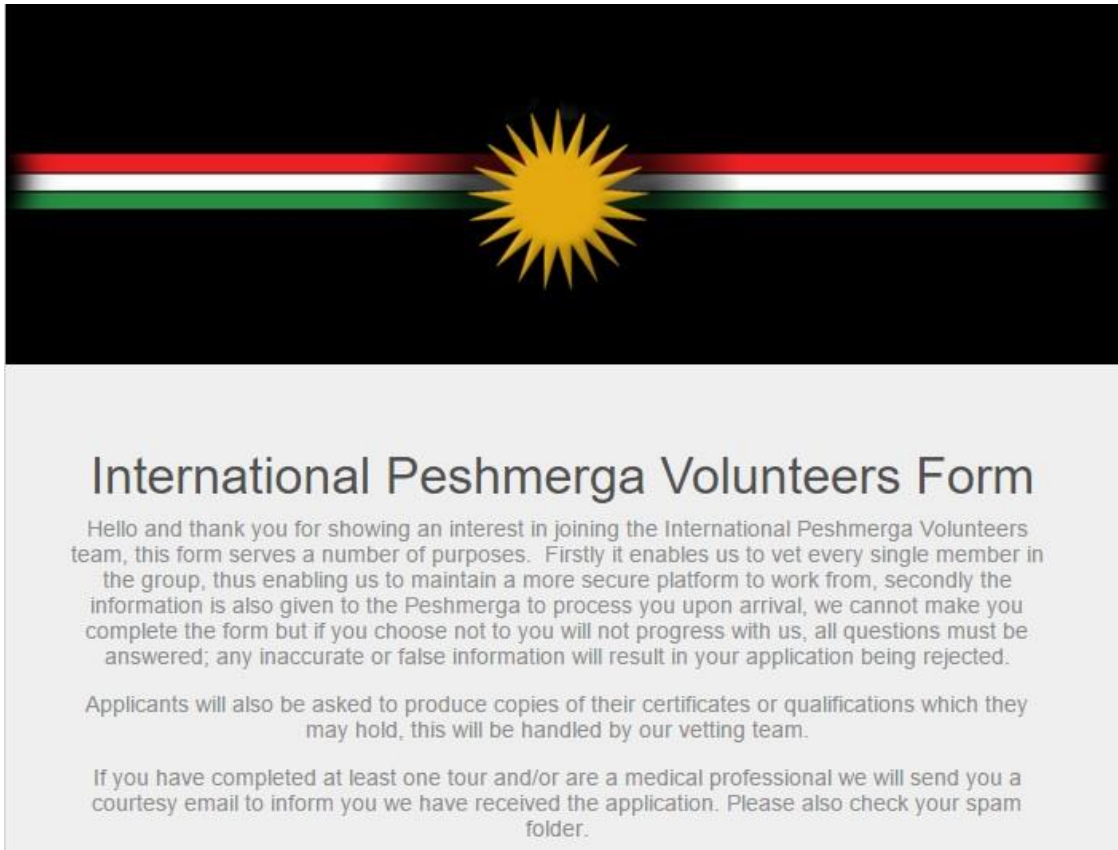 International Peshmerga Volunteers Form
Hello and thank you for showing an interest in joining the International Peshmerga Volunteers
team, this form serves a number of purposes.  Firstly it enables us to vet every single member in
the group, thus enabling us to maintain a more secure platform to work from, secondly the
information is also given to the Peshmerga to process you upon arrival, we cannot make you
complete the form but if you choose not to you will not progress with us, all questions must be
answered; any inaccurate or false information will result in your application being rejected.
Applicants will also be asked to produce copies of their certificates or qualifications which they
may hold, this will be handled by our vetting team.
If you have completed at least one tour and/or are a medical professional we will send you a
courtesy email to inform you we have received the application. Please also check your spam
folder.